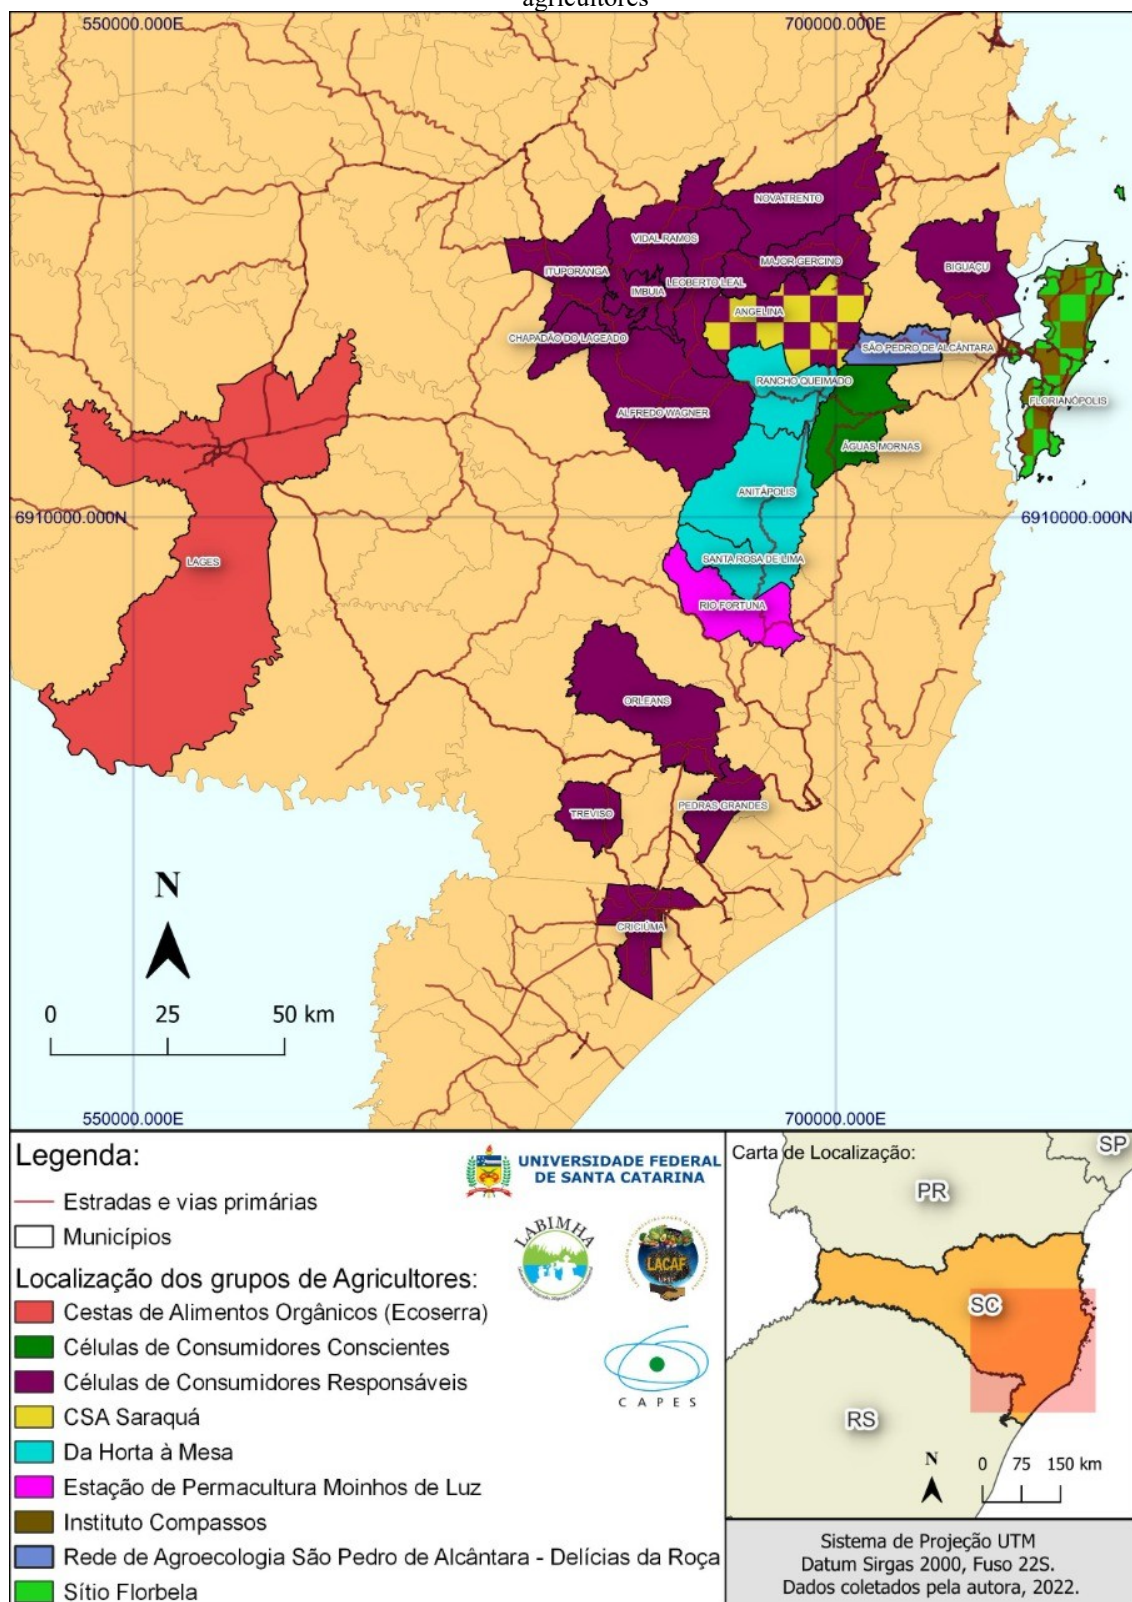 agricultores
550000.000E
700000.000E
NOVA TRENTO
VIDAL RAMOS
MAJOR GERCINO
BIGUAÇU
ITUPORANGA
LEOBERTO LEAL
IMBUIA
ANGELINA
CHAPADÃO DO LAGEADO
SÃO PEDRO DE ALCÂNTARA
RANCHO QUEIMADO
FLORIANÓPOLIS
ALFREDO WAGNER
ÁGUAS MORNAS
ANITÁPOLIS
6910000.000N
6910000.000N
LAGES
SANTA ROSA DE LIMA
RIO FORTUNA
ORLEANS
PEDRAS GRANDES
TREVISO
CRICIÚMA
N
0 25 50 km
550000.000E
700000.000E
Legenda:
Estradas e vias primárias
Municípios
Localização dos grupos de Agricultores:
Cestas de Alimentos Orgânicos (Ecoserra)
Células de Consumidores Conscientes
Células de Consumidores Responsáveis
CSA Saraquá
Da Horta à Mesa
Estação de Permacultura Moinhos de Luz
Instituto Compassos
Rede de Agroecologia São Pedro de Alcântara - Delícias da Roça
Sítio Florbela
UNIVERSIDADE FEDERAL
DE SANTA CATARINA
LABIMHA
LACAF
UFSC
CAPES
Carta de Localização:
SP
PR
SC
RS
N
0 75 150 km
Sistema de Projeção UTM
Datum Sirgas 2000, Fuso 22S.
Dados coletados pela autora, 2022.